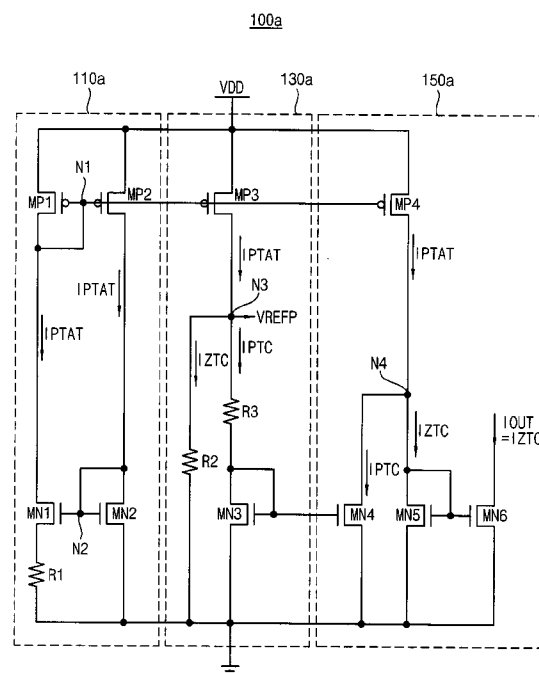 100a
110a
130a
150a
VDD
N1
MP1
MP2
MP3
MP4
IPTAT
IPTAT
IPTAT
IPTAT
N3
VREFP
IZTC
IPTC
R3
R2
N4
IZTC
IPTC
IOUT
=IZTC
MN1
MN2
MN3
MN4
MN5
MN6
N2
R1